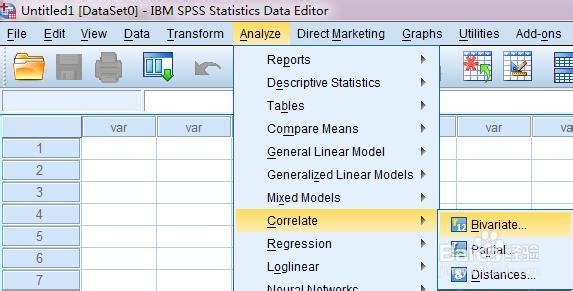 Untitled1 [DataSet0] - IBM SPSS Statistics Data Editor
File Edit View Data Transform Analyze Direct Marketing Graphs Utilities Add-ons
Reports
Descriptive Statistics
Tables
Compare Means
General Linear Model
Generalized Linear Models
Mixed Models
Correlate
Regression
Loglinear
Neural Networks
Bivariate...
Partial...
Distances...
var var var var
1
2
3
4
5
6
7